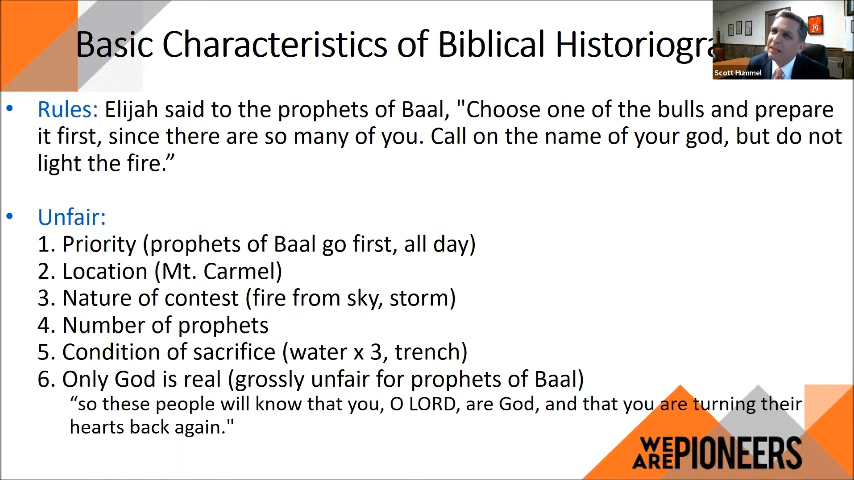 Basic Characteristics of Biblical Historiogra
Scott Hummel
• Rules: Elijah said to the prophets of Baal, "Choose one of the bulls and prepare
it first, since there are so many of you. Call on the name of your god, but do not
light the fire.”
• Unfair:
1. Priority (prophets of Baal go first, all day)
2. Location (Mt. Carmel)
3. Nature of contest (fire from sky, storm)
4. Number of prophets
5. Condition of sacrifice (water x 3, trench)
6. Only God is real (grossly unfair for prophets of Baal)
“so these people will know that you, O LORD, are God, and that you are turning their
hearts back again."
WE
ARE PIONEERS